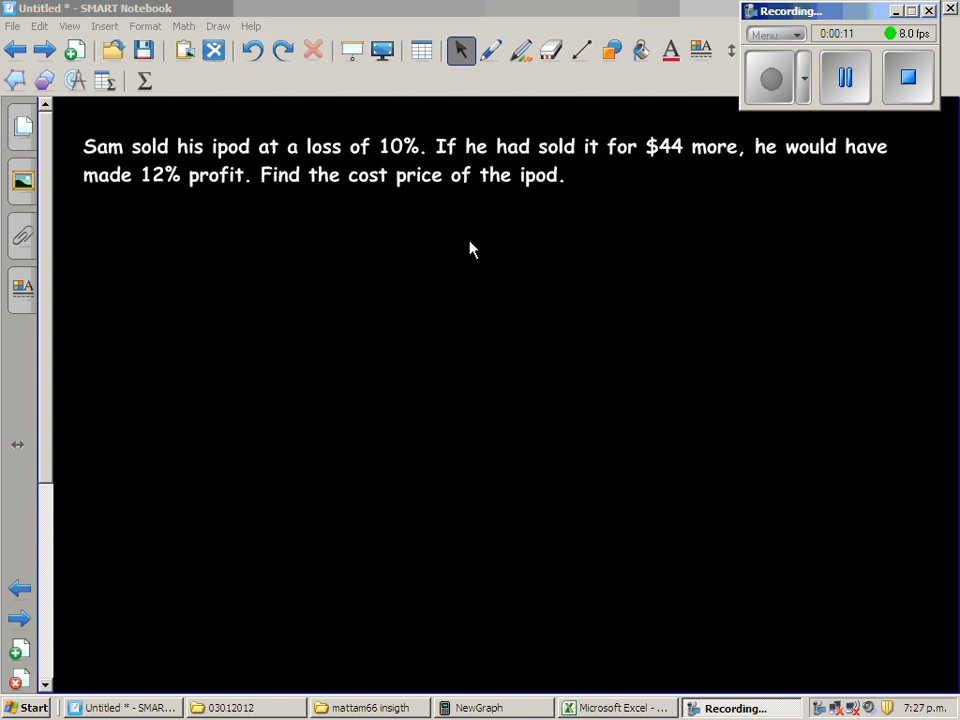 Untitled * - SMART Notebook
File Edit View Insert Format Math Draw Help
Recording...
Menu
0:00:11
8.0 fps
Sam sold his ipod at a loss of 10%. If he had sold it for $44 more, he would have
made 12% profit. Find the cost price of the ipod.
Start
Untitled * - SMAR...
03012012
mattam66 insigth
NewGraph
Microsoft Excel - ...
Recording...
7:27 p.m.